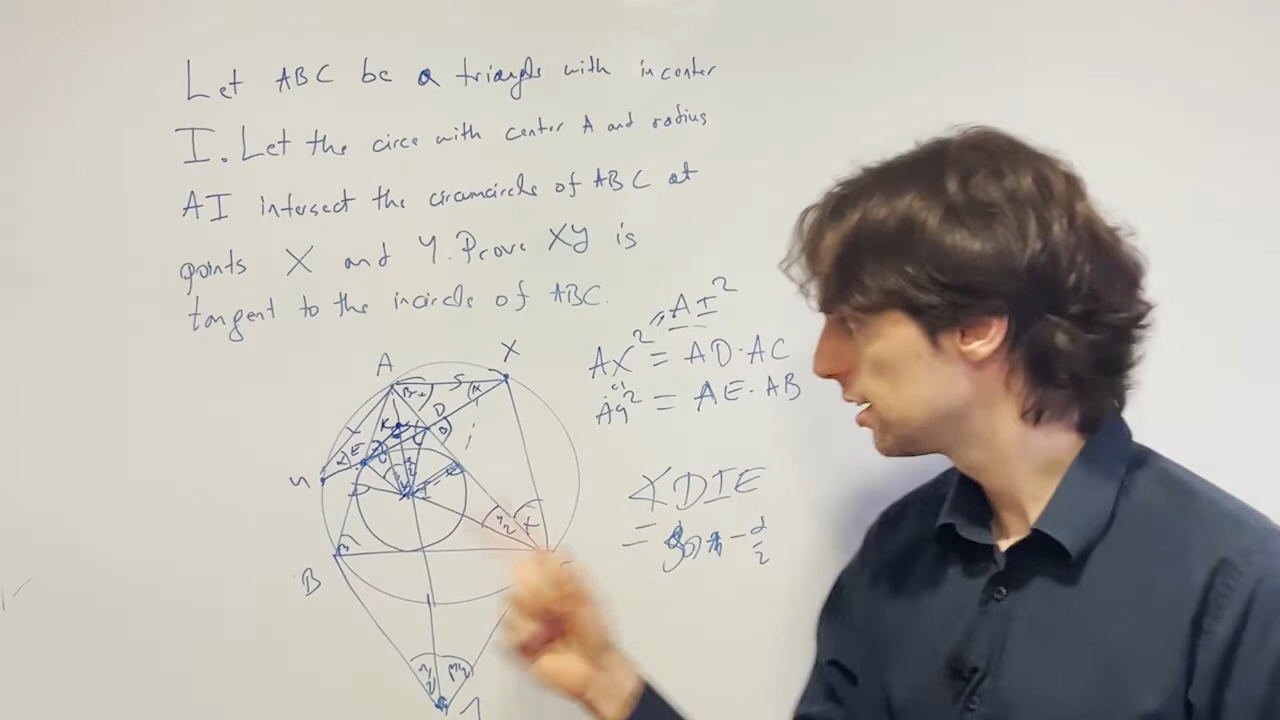 Let ABC be a triangle with incenter
I. Let the circe with center A and radius
AI intersect the circumcircle of ABC at
points X and Y. Prove XY is
tangent to the incircle of ABC.
= AI²
AX² = AD·AC
AY² = AE·AB
∢DIE
A
X
D
K
E
B